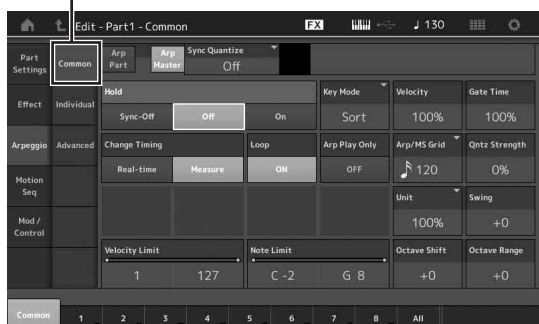 Edit - Part1 - Common
FX
♩ 130
Part Settings
Common
Arp Part
Arp Master
Sync Quantize
Off
Hold
Key Mode
Velocity
Gate Time
Effect
Individual
Sync-Off
Off
On
Sort
100%
100%
Arpeggio
Advanced
Change Timing
Loop
Arp Play Only
Arp/MS Grid
Qntz Strength
Real-time
Measure
ON
OFF
♪ 120
0%
Motion Seq
Unit
Swing
100%
+0
Mod / Control
Velocity Limit
Note Limit
Octave Shift
Octave Range
1
127
C -2
G 8
+0
+0
Common
1
2
3
4
5
6
7
8
All